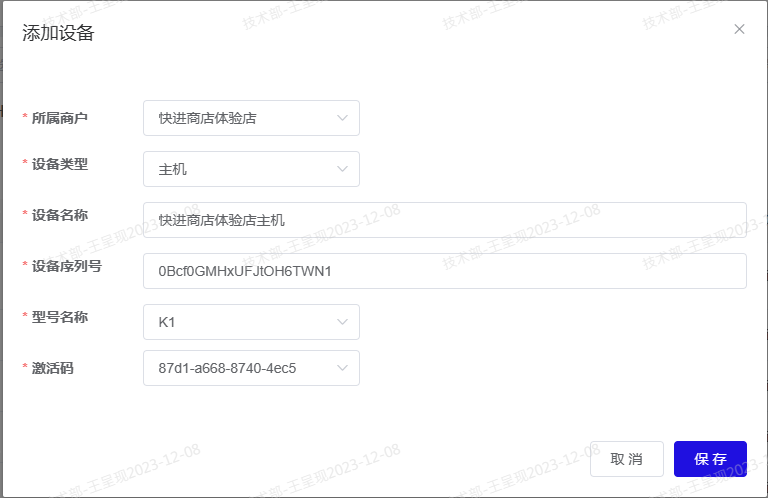 添加设备
* 所属商户 快进商店体验店
* 设备类型 主机
* 设备名称 快进商店体验店主机
* 设备序列号 0Bcf0GMHxUFJtOH6TWN1
* 型号名称 K1
* 激活码 87d1-a668-8740-4ec5
取消 保存
技术部-王呈现2023-12-08